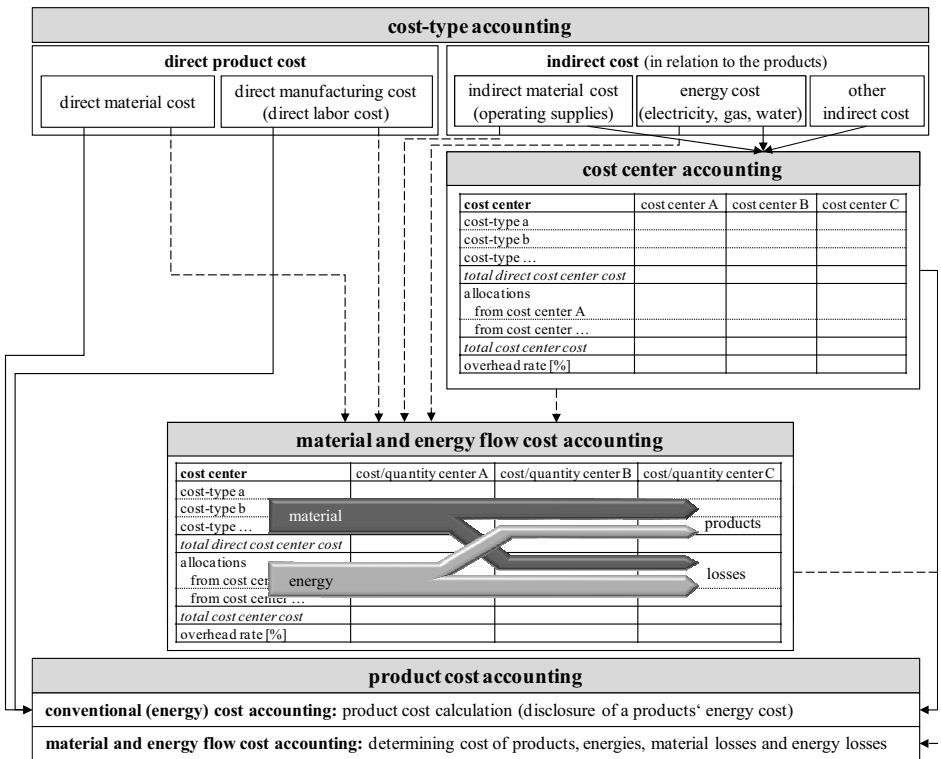 cost-type accounting
direct product cost
indirect cost (in relation to the products)
direct material cost
direct manufacturing cost
(direct labor cost)
indirect material cost
(operating supplies)
energy cost
(electricity, gas, water)
other
indirect cost
cost center accounting
cost center cost center A cost center B cost center C
cost-type a
cost-type b
cost-type …
total direct cost center cost
allocations
from cost center A
from cost center …
total cost center cost
overhead rate [%]
material and energy flow cost accounting
cost center cost/quantity center A cost/quantity center B cost/quantity center C
cost-type a
cost-type b
material
products
cost-type …
total direct cost center cost
allocations
losses
from cost cen
energy
from cost center …
total cost center cost
overhead rate [%]
product cost accounting
conventional (energy) cost accounting: product cost calculation (disclosure of a products‘ energy cost)
material and energy flow cost accounting: determining cost of products, energies, material losses and energy losses